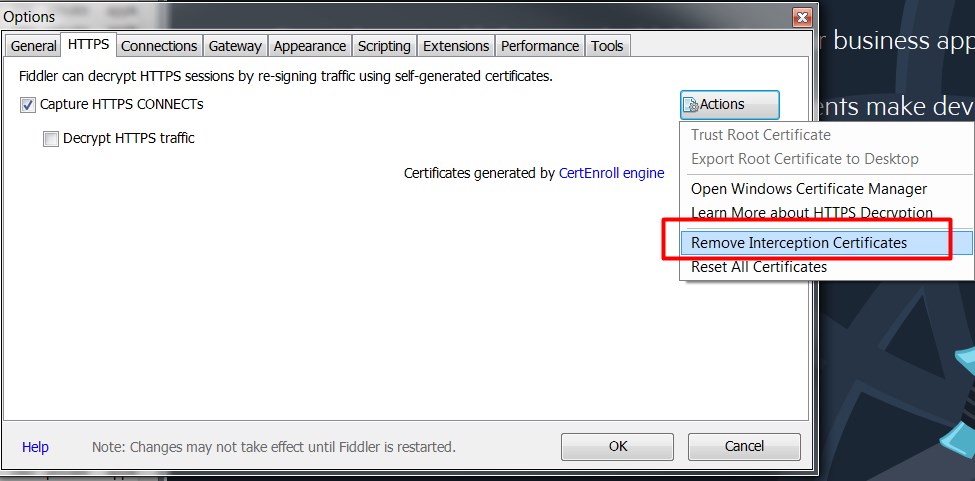 Options
General HTTPS Connections Gateway Appearance Scripting Extensions Performance Tools
Fiddler can decrypt HTTPS sessions by re-signing traffic using self-generated certificates.
Capture HTTPS CONNECTs
Actions
Decrypt HTTPS traffic
Trust Root Certificate
Export Root Certificate to Desktop
Certificates generated by CertEnroll engine
Open Windows Certificate Manager
Learn More about HTTPS Decryption
Remove Interception Certificates
Reset All Certificates
Help
Note: Changes may not take effect until Fiddler is restarted.
OK
Cancel
business app
ents make dev